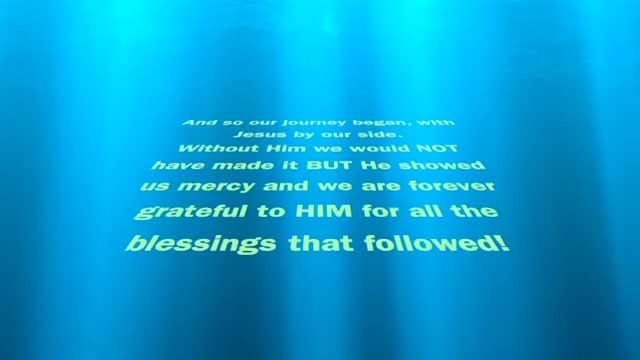 And so our journey began, with
Jesus by our side.
Without Him we would NOT
have made it BUT He showed
us mercy and we are forever
grateful to HIM for all the
blessings that followed!